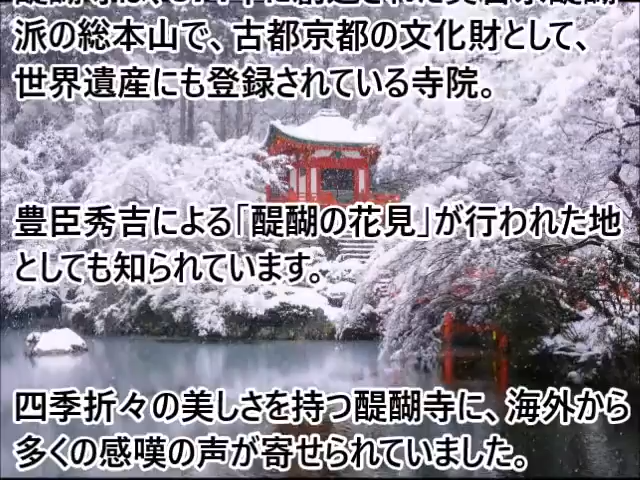 派の総本山で、古都京都の文化財として、
世界遺産にも登録されている寺院。
豊臣秀吉による「醍醐の花見」が行われた地
としても知られています。
四季折々の美しさを持つ醍醐寺に、海外から
多くの感嘆の声が寄せられていました。